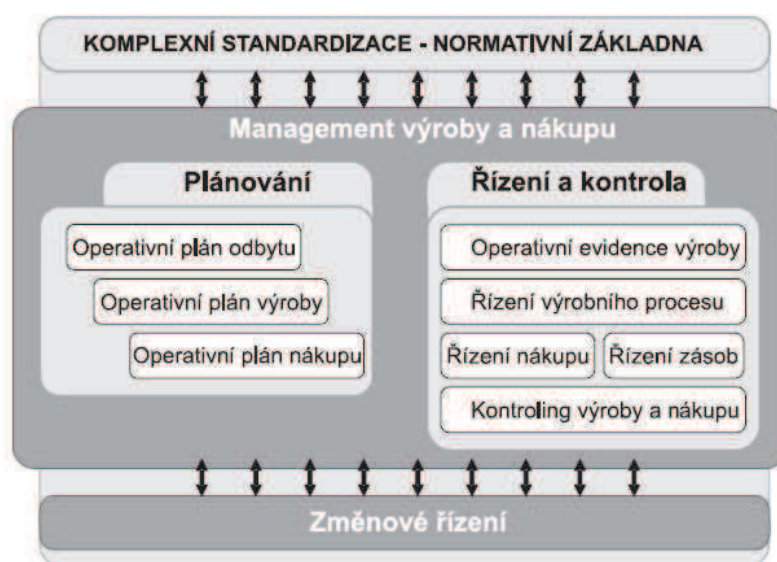 KOMPLEXNÍ STANDARDIZACE - NORMATIVNÍ ZÁKLADNA
Management výroby a nákupu
Plánování
Operativní plán odbytu
Operativní plán výroby
Operativní plán nákupu
Řízení a kontrola
Operativní evidence výroby
Řízení výrobního procesu
Řízení nákupu
Řízení zásob
Kontroling výroby a nákupu
Změnové řízení